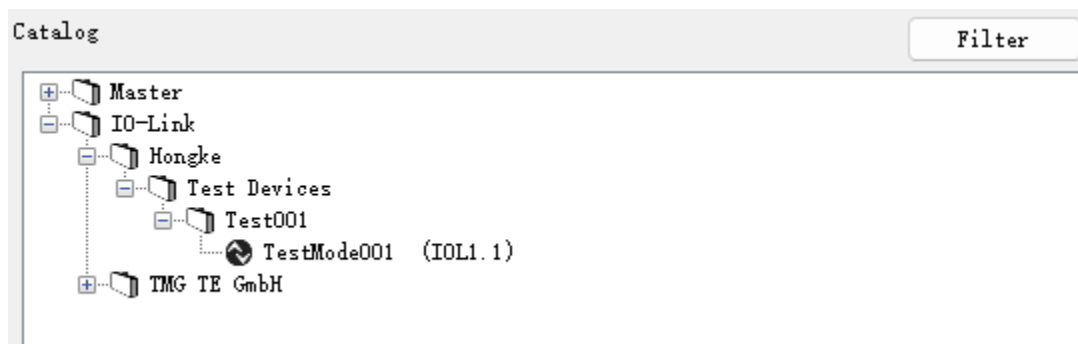 Catalog
Filter
Master
IO-Link
Hongke
Test Devices
Test001
TestMode001 (IOL1.1)
TMG TE GmbH